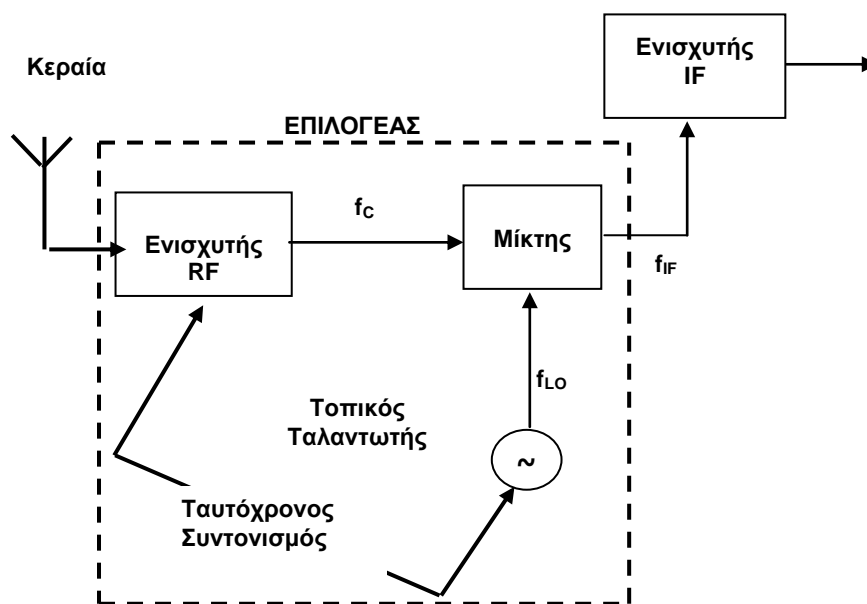 Ενισχυτής
IF
Κεραία
ΕΠΙΛΟΓΕΑΣ
Ενισχυτής
RF
fC
Μίκτης
fIF
fLO
Τοπικός
Ταλαντωτής
~
Ταυτόχρονος
Συντονισμός